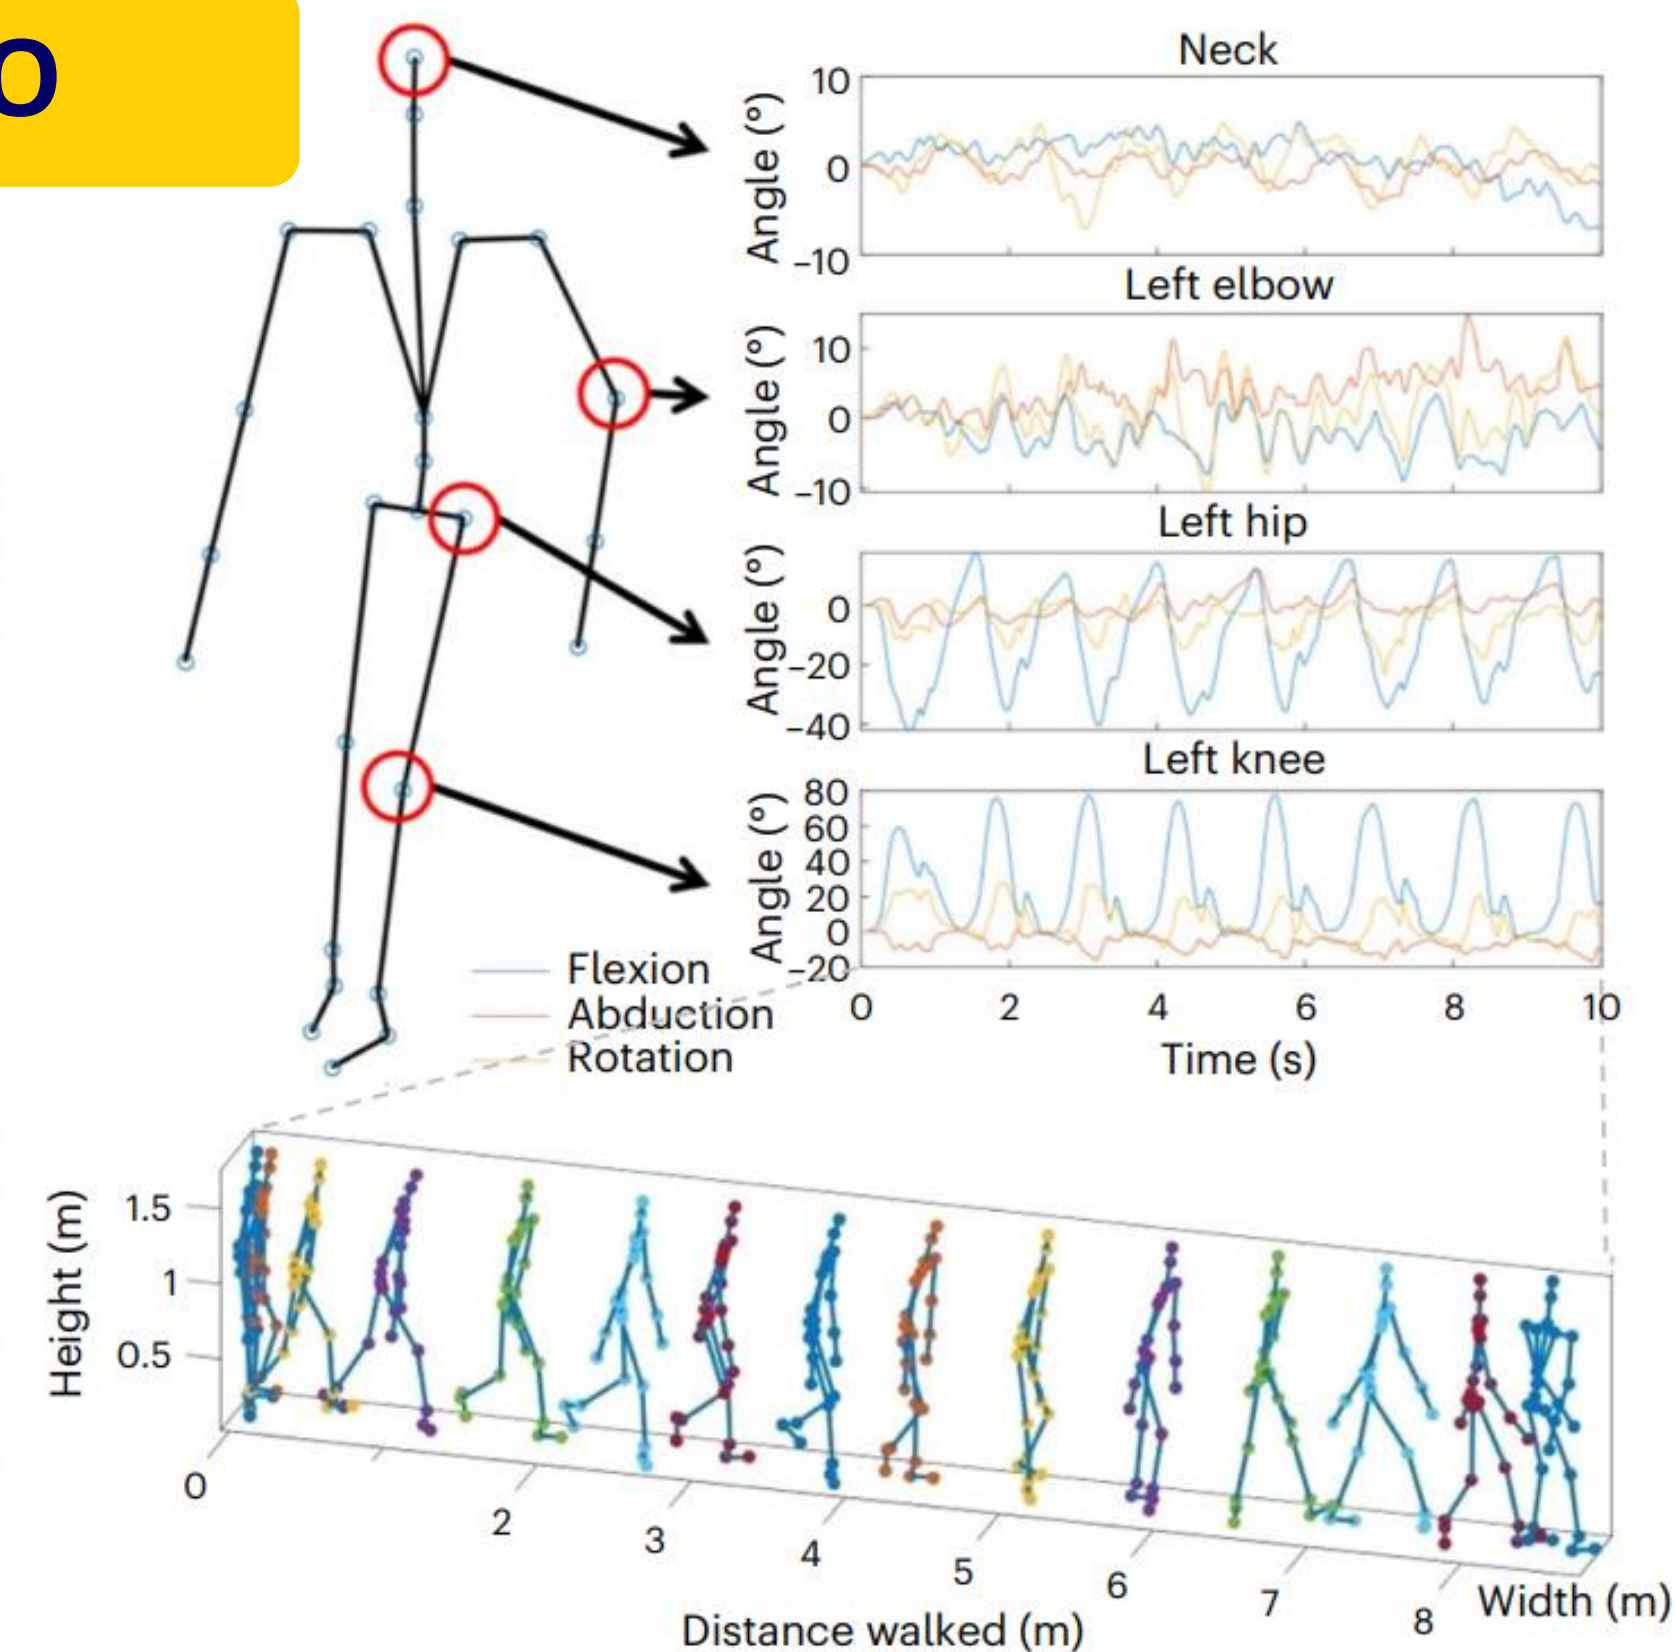 o
Neck
10
0
−10
Angle (°)
Left elbow
10
0
−10
Angle (°)
Left hip
0
−20
−40
Angle (°)
Left knee
80
60
40
20
0
−20
Angle (°)
0 2 4 6 8 10
Time (s)
Flexion
Abduction
Rotation
Height (m)
1.5
1
0.5
0 2 3 4 5 6 7 8
Distance walked (m)
Width (m)